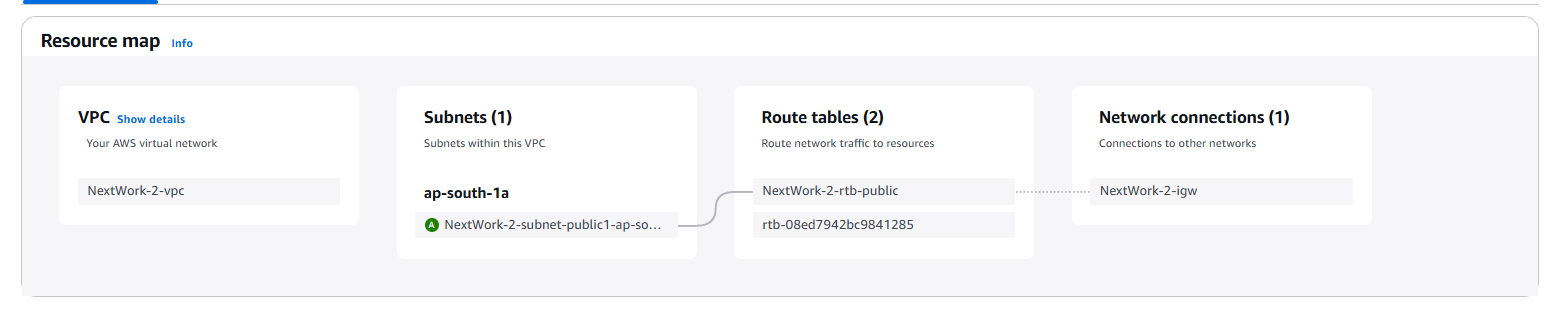 Resource map Info
VPC Show details
Your AWS virtual network
NextWork-2-vpc
Subnets (1)
Subnets within this VPC
ap-south-1a
A NextWork-2-subnet-public1-ap-so...
Route tables (2)
Route network traffic to resources
NextWork-2-rtb-public
rtb-08ed7942bc9841285
Network connections (1)
Connections to other networks
NextWork-2-igw